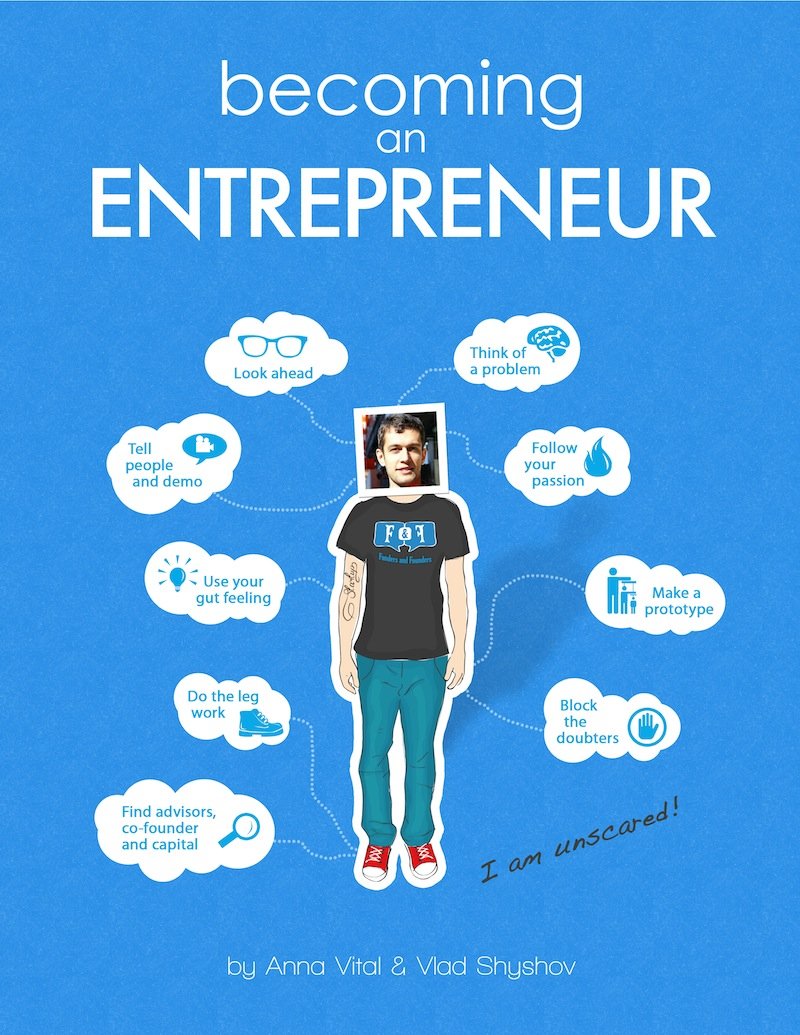 becoming
an
ENTREPRENEUR
Look ahead
Think of
a problem
Tell
people
and demo
Follow
your
passion
F & F
Funders and Founders
Use your
gut feeling
Startups
Make a
prototype
Do the leg
work
Block
the
doubters
Find advisors,
co-founder
and capital
I am unscared!
by Anna Vital & Vlad Shyshov